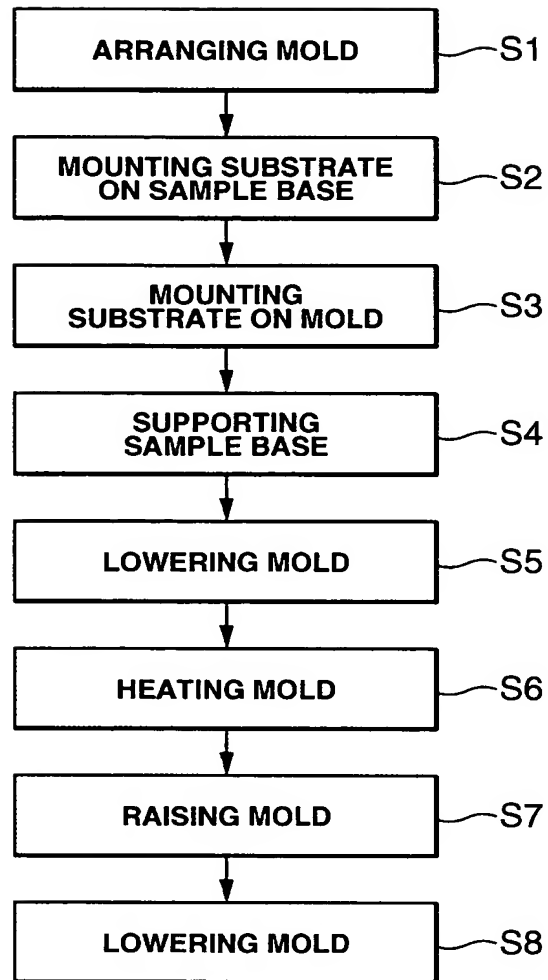 ARRANGING MOLD
S1
MOUNTING SUBSTRATE
ON SAMPLE BASE
S2
MOUNTING
SUBSTRATE ON MOLD
S3
SUPPORTING
SAMPLE BASE
S4
LOWERING MOLD
S5
HEATING MOLD
S6
RAISING MOLD
S7
LOWERING MOLD
S8